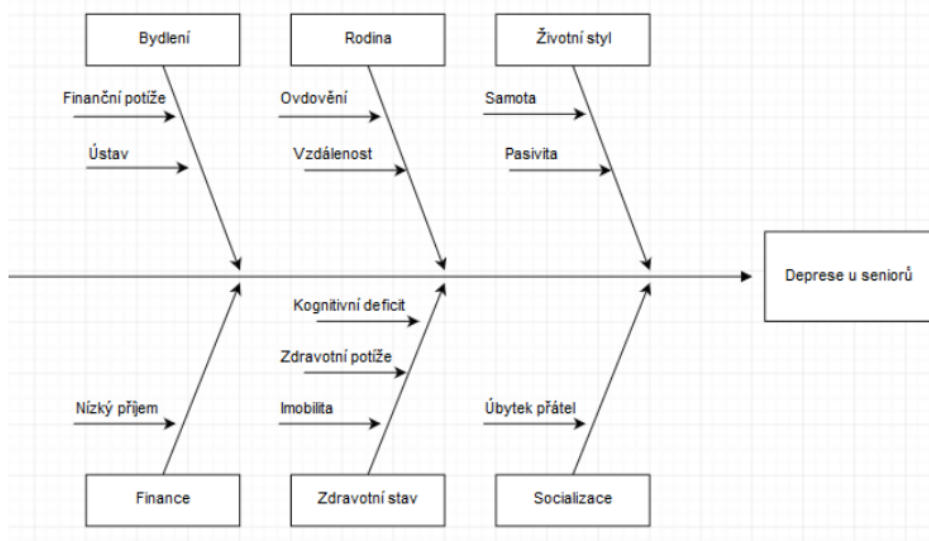 Bydlení
Rodina
Životní styl
Finanční potíže
Ovdovění
Samota
Ústav
Vzdálenost
Pasivita
Deprese u seniorů
Kognitivní deficit
Zdravotní potíže
Nízký příjem
Imobilita
Úbytek přátel
Finance
Zdravotní stav
Socializace